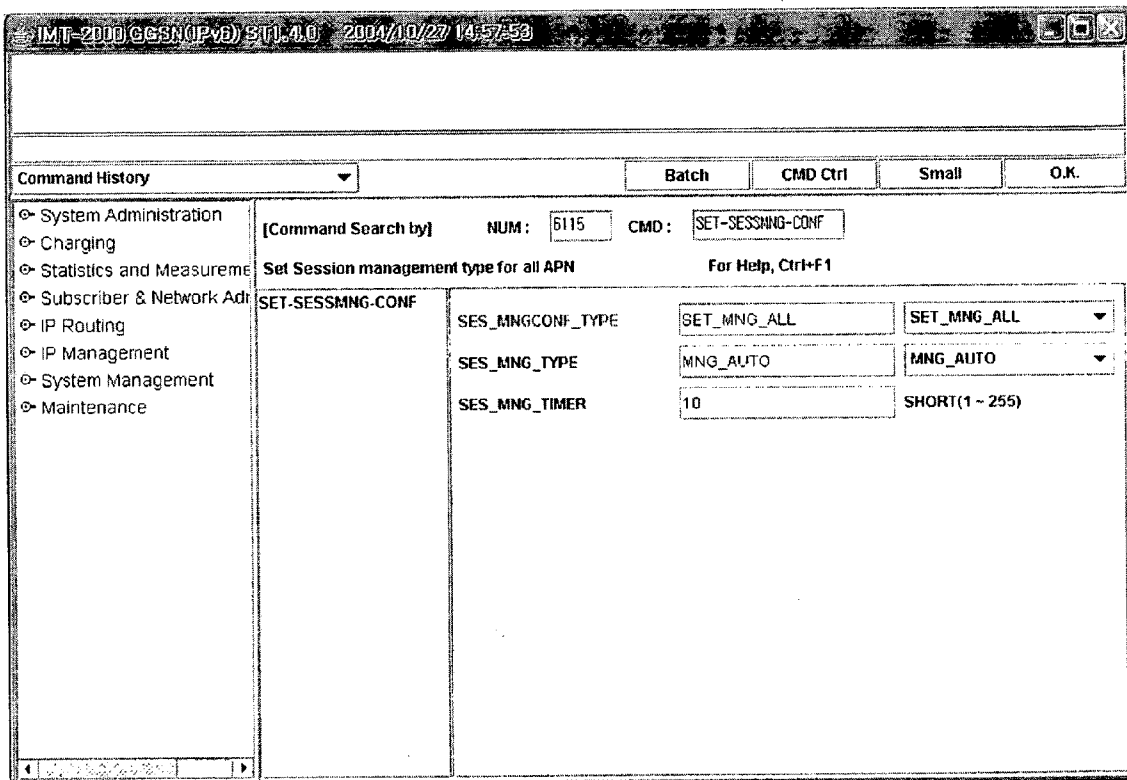 IMT-2000 GGSN(IPv6) ST1.4.0 2004/10/27 14:57:53
Command History
Batch
CMD Ctrl
Small
O.K.
System Administration
Charging
Statistics and Measureme
Subscriber & Network Adr
IP Routing
IP Management
System Management
Maintenance
[Command Search by] NUM : 6115 CMD : SET-SESSMNG-CONF
Set Session management type for all APN For Help, Ctrl+F1
SET-SESSMNG-CONF
SES_MNGCONF_TYPE SET_MNG_ALL SET_MNG_ALL
SES_MNG_TYPE MNG_AUTO MNG_AUTO
SES_MNG_TIMER 10 SHORT(1 ~ 255)